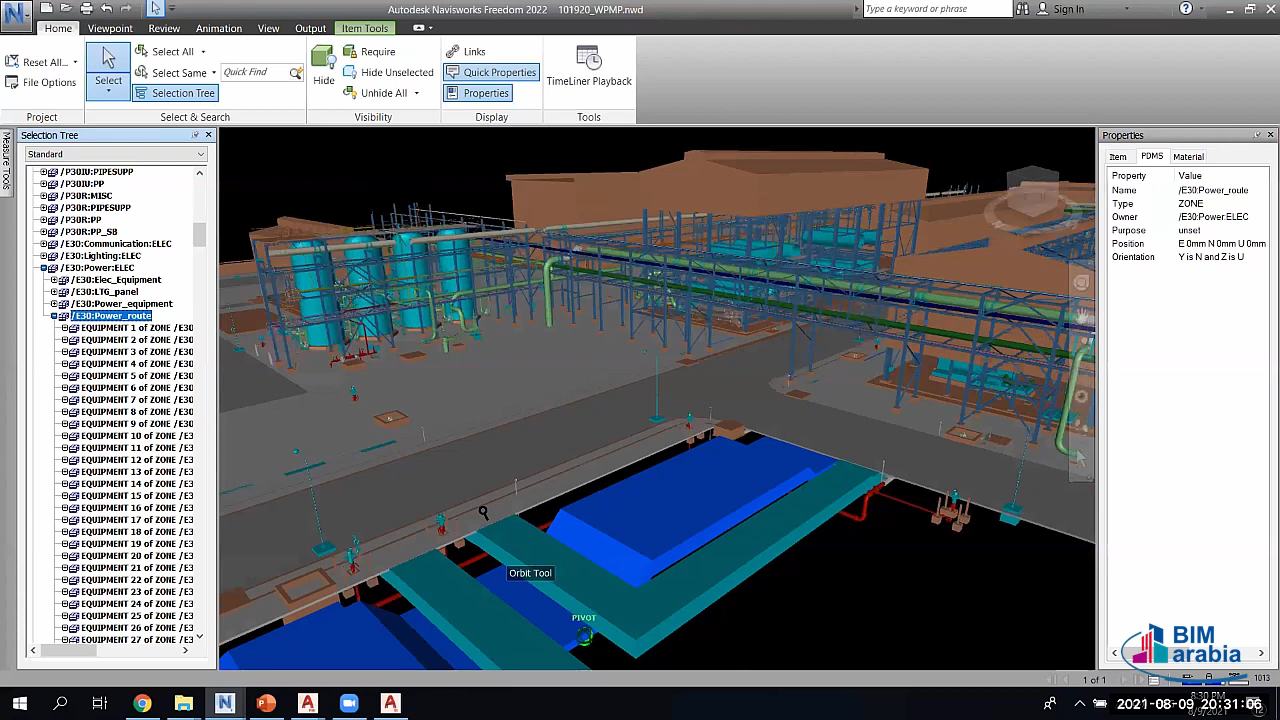 Autodesk Navisworks Freedom 2022 101920_WPMP.nwd
Type a keyword or phrase
Sign In
Home Viewpoint Review Animation View Output Item Tools
Reset All...
File Options
Project
Select
Select All
Select Same
Selection Tree
Quick Find
Select & Search
Hide
Require
Hide Unselected
Unhide All
Visibility
Links
Quick Properties
Properties
Display
TimeLiner Playback
Tools
Measure Tools
Selection Tree
Standard
/P30IU:PIPESUPP
/P30IU:PP
/P30R:MISC
/P30R:PIPESUPP
/P30R:PP
/P30R:PP_SB
/E30:Communication:ELEC
/E30:Lighting:ELEC
/E30:Power:ELEC
/E30:Elec_Equipment
/E30:LTG_panel
/E30:Power_equipment
/E30:Power_route
EQUIPMENT 1 of ZONE /E30
EQUIPMENT 2 of ZONE /E30
EQUIPMENT 3 of ZONE /E30
EQUIPMENT 4 of ZONE /E30
EQUIPMENT 5 of ZONE /E30
EQUIPMENT 6 of ZONE /E30
EQUIPMENT 7 of ZONE /E30
EQUIPMENT 8 of ZONE /E30
EQUIPMENT 9 of ZONE /E30
EQUIPMENT 10 of ZONE /E3
EQUIPMENT 11 of ZONE /E3
EQUIPMENT 12 of ZONE /E3
EQUIPMENT 13 of ZONE /E3
EQUIPMENT 14 of ZONE /E3
EQUIPMENT 15 of ZONE /E3
EQUIPMENT 16 of ZONE /E3
EQUIPMENT 17 of ZONE /E3
EQUIPMENT 18 of ZONE /E3
EQUIPMENT 19 of ZONE /E3
EQUIPMENT 20 of ZONE /E3
EQUIPMENT 21 of ZONE /E3
EQUIPMENT 22 of ZONE /E3
EQUIPMENT 23 of ZONE /E3
EQUIPMENT 24 of ZONE /E3
EQUIPMENT 25 of ZONE /E3
EQUIPMENT 26 of ZONE /E3
EQUIPMENT 27 of ZONE /E3
Orbit Tool
PIVOT
Properties
Item PDMS Material
Property Value
Name /E30:Power_route
Type ZONE
Owner /E30:Power:ELEC
Purpose unset
Position E 0mm N 0mm U 0mm
Orientation Y is N and Z is U
BIM
arabia
1 of 1
1013
2021-08-09 20:31:06